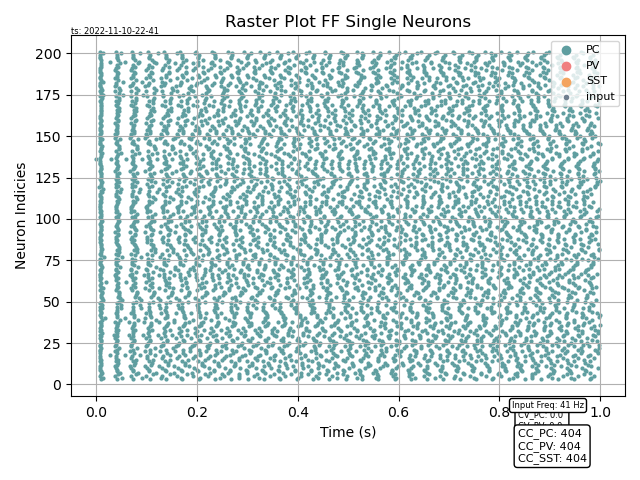 Raster Plot FF Single Neurons
ts: 2022-11-10-22-41
PC
PV
SST
input
200
175
150
125
100
75
50
25
0
Neuron Indicies
0.0 0.2 0.4 0.6 0.8 1.0
Time (s)
Input Freq: 41 Hz
CV_PC: 0.0
CC_PC: 404
CC_PV: 404
CC_SST: 404